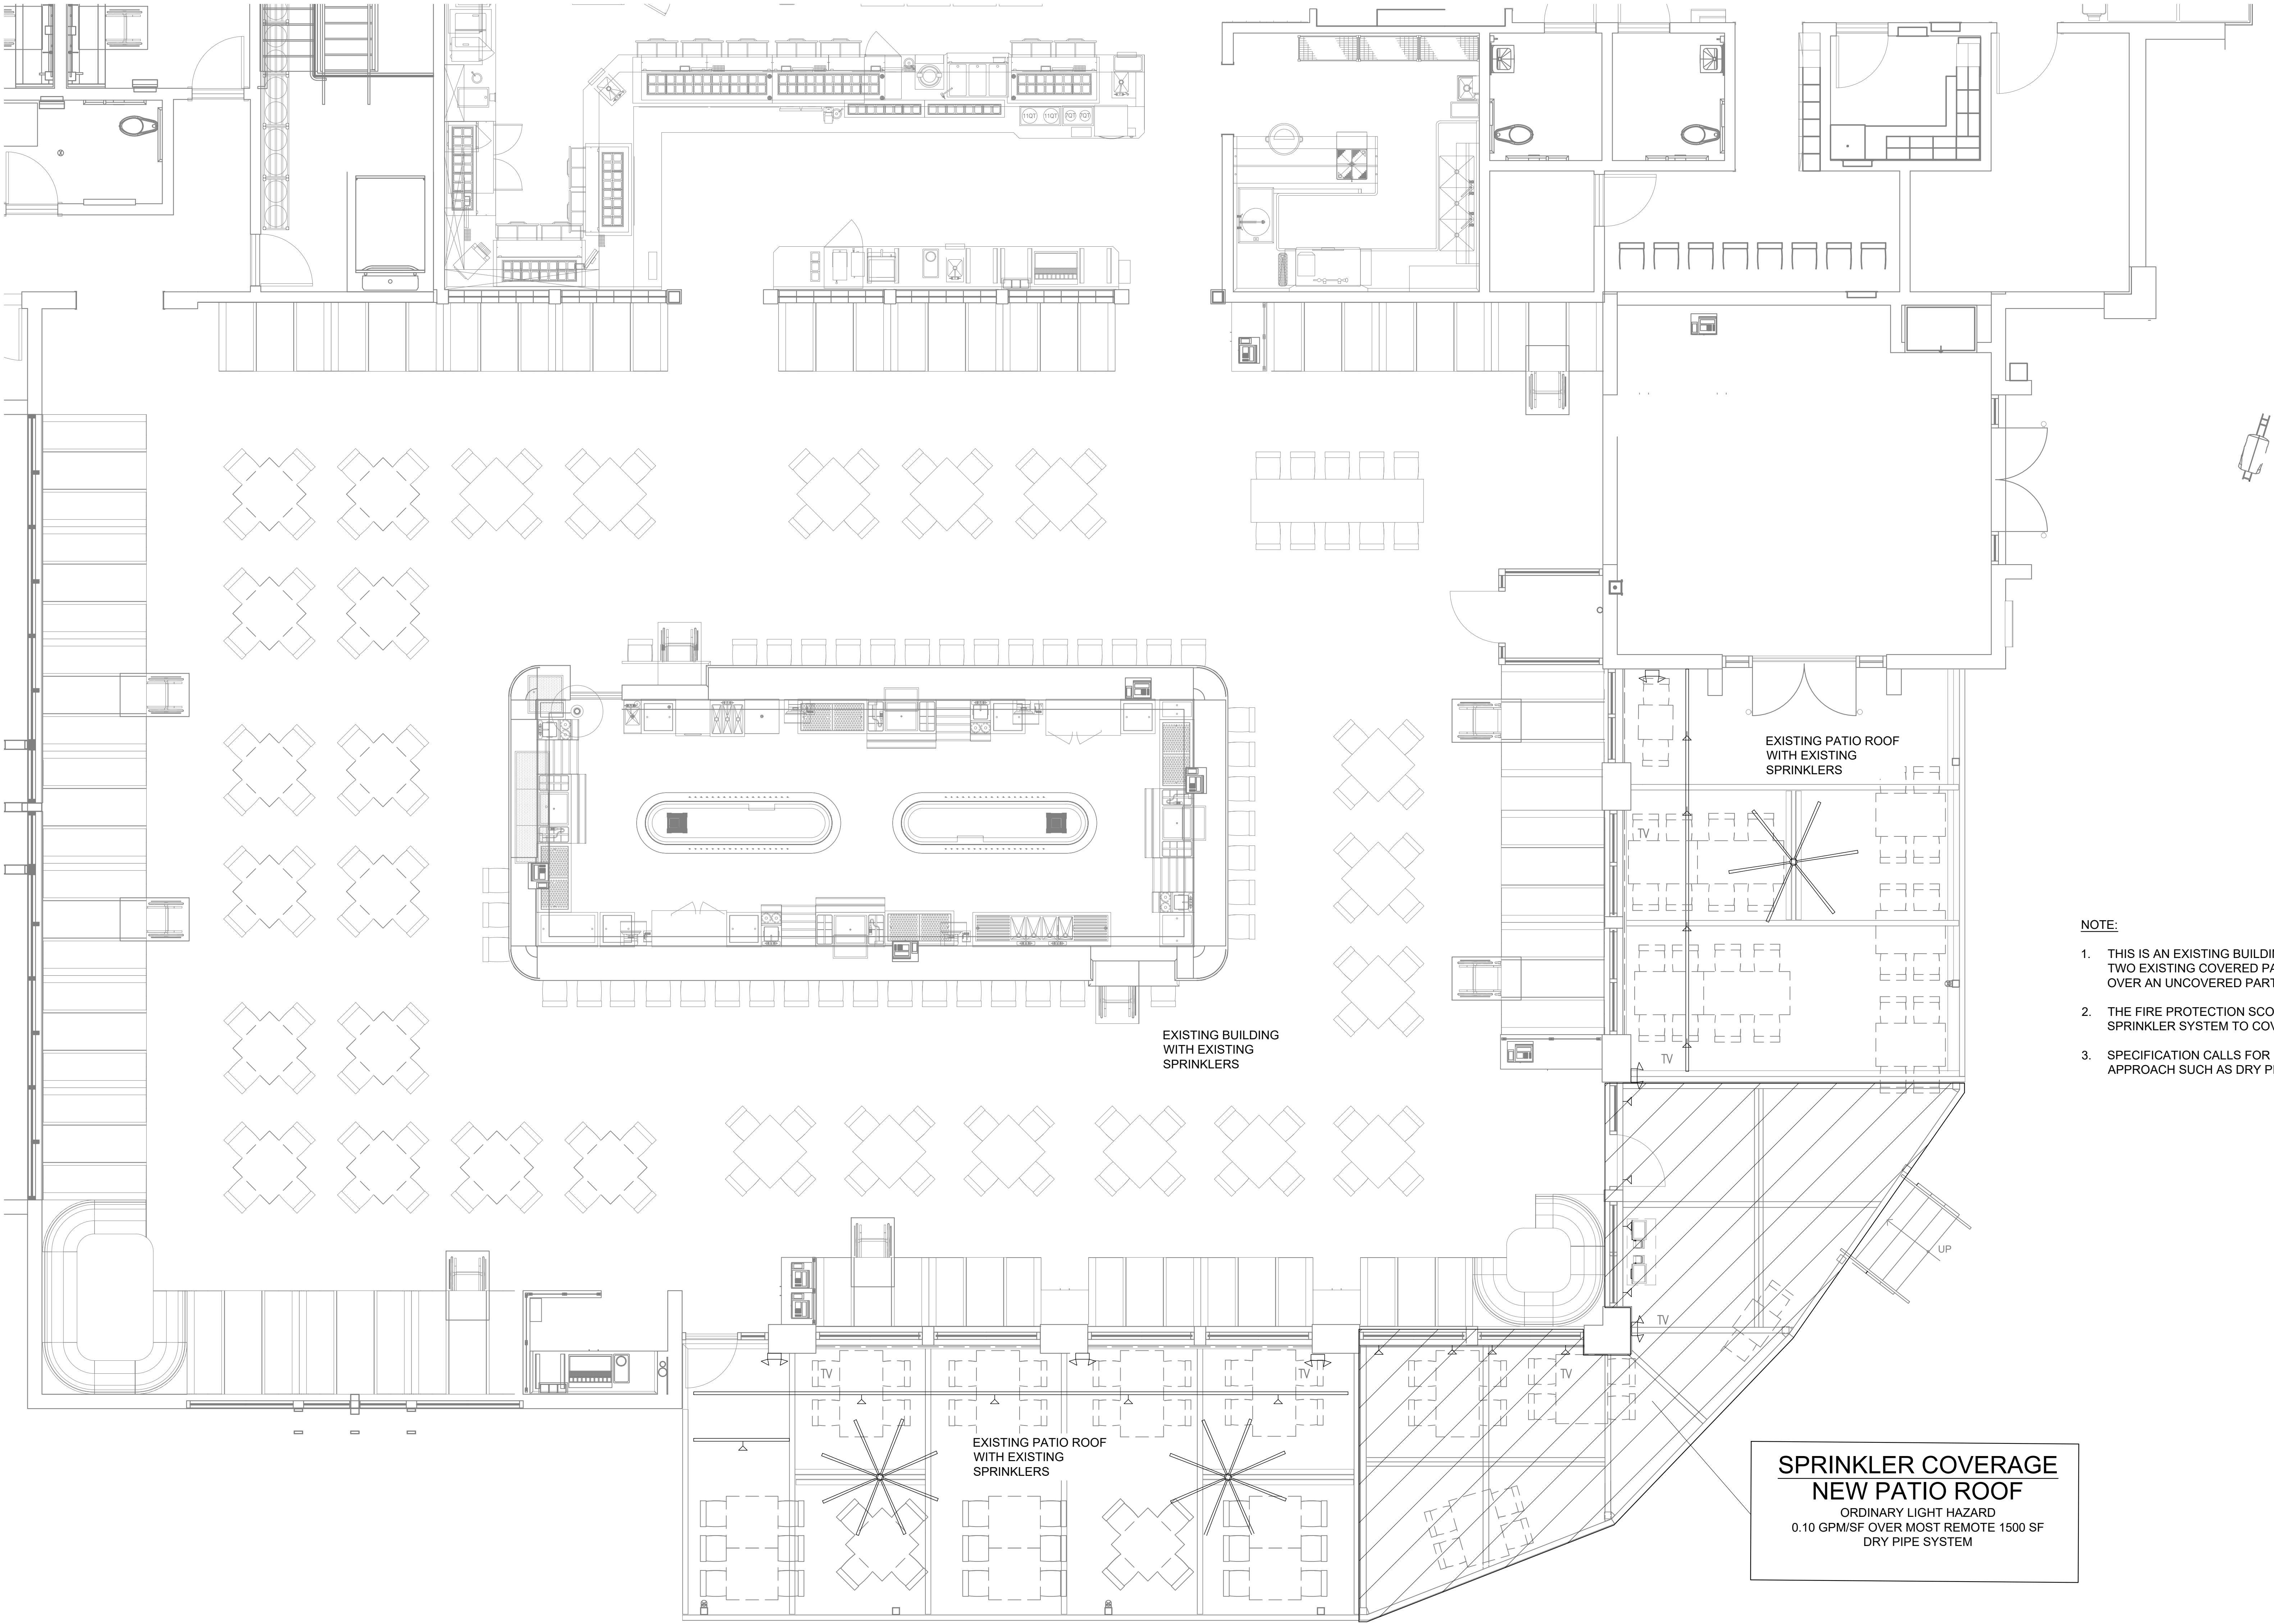 11QT 11QT 7QT 7QT
EXISTING PATIO ROOF
WITH EXISTING
SPRINKLERS
TV
NOTE:
1. THIS IS AN EXISTING BUILDI
TWO EXISTING COVERED PA
OVER AN UNCOVERED PART
2. THE FIRE PROTECTION SCO
SPRINKLER SYSTEM TO COV
3. SPECIFICATION CALLS FOR
APPROACH SUCH AS DRY P
EXISTING BUILDING
WITH EXISTING
SPRINKLERS
TV
UP
TV
TV
TV
TV
EXISTING PATIO ROOF
WITH EXISTING
SPRINKLERS
SPRINKLER COVERAGE
NEW PATIO ROOF
ORDINARY LIGHT HAZARD
0.10 GPM/SF OVER MOST REMOTE 1500 SF
DRY PIPE SYSTEM